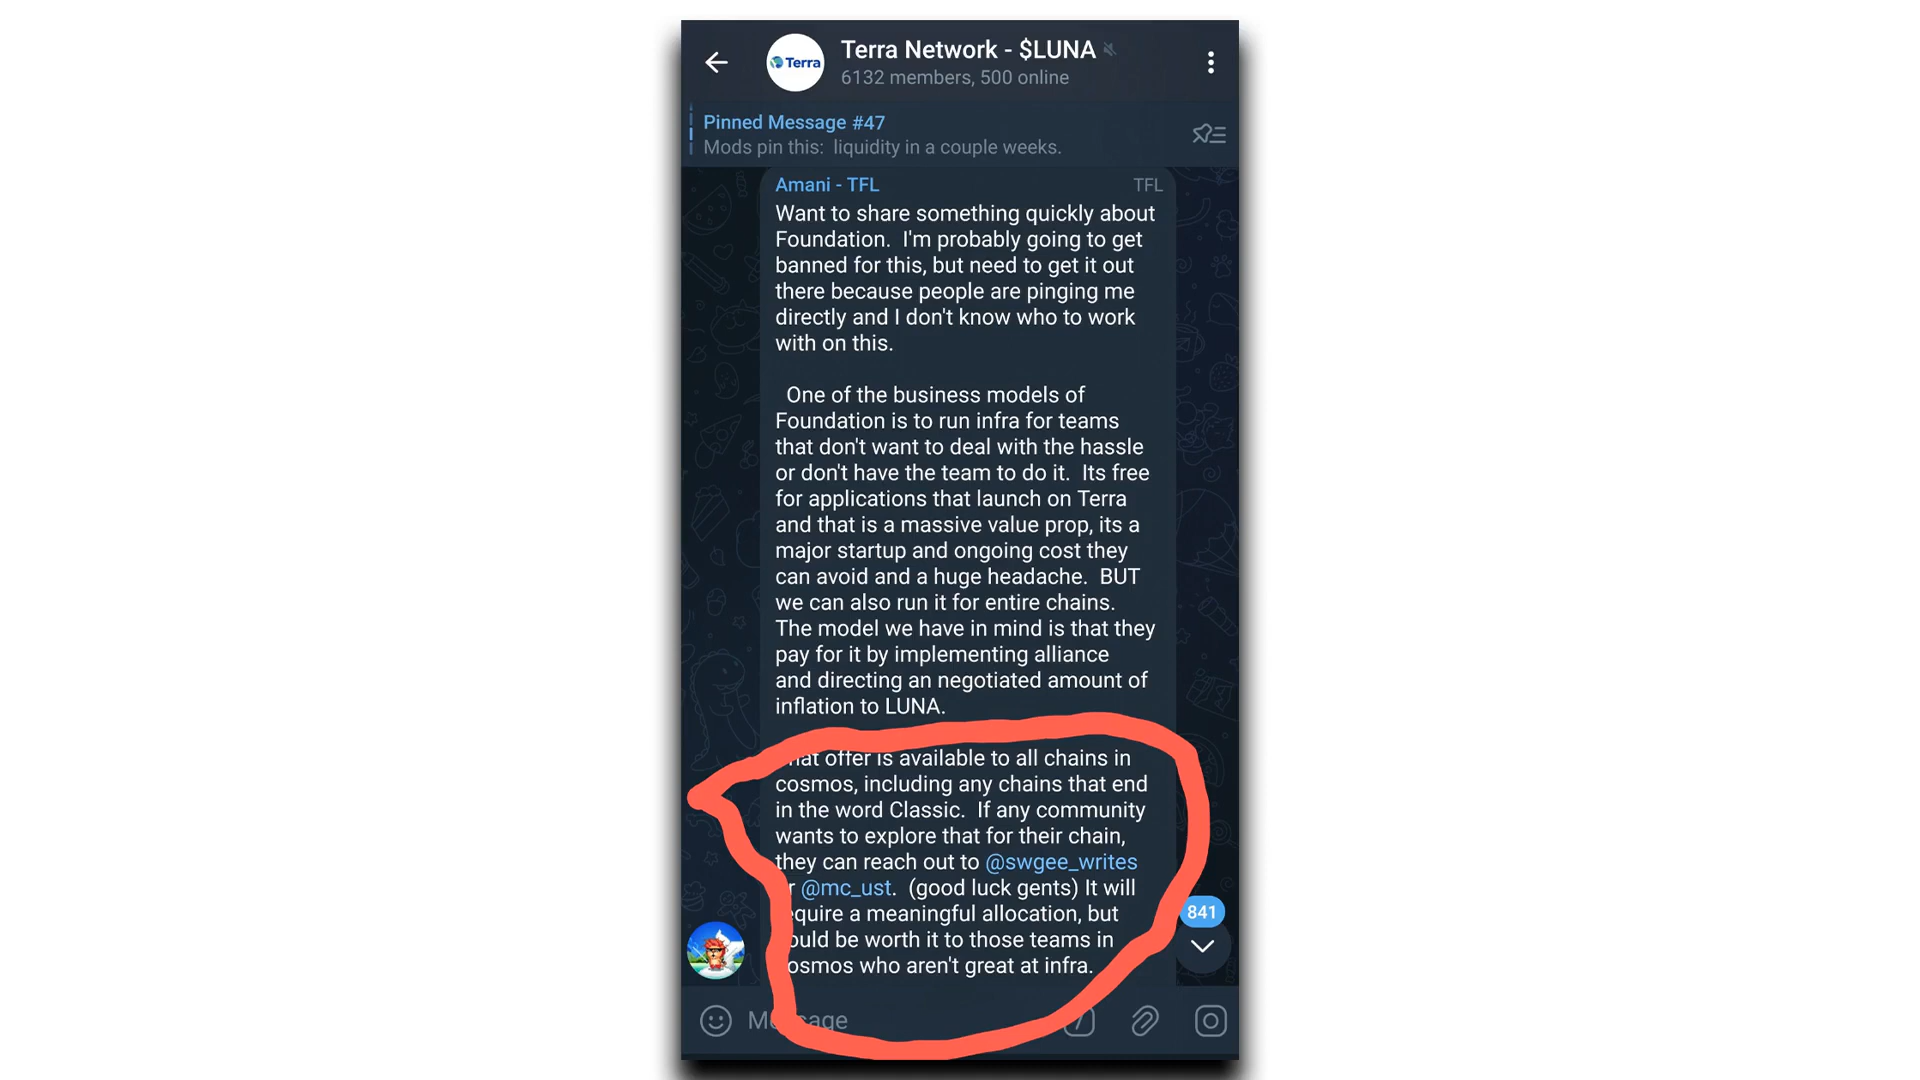 Terra Network - $LUNA
Terra
6132 members, 500 online
Pinned Message #47
Mods pin this:  liquidity in a couple weeks.
Amani - TFL
TFL
Want to share something quickly about
Foundation.  I'm probably going to get
banned for this, but need to get it out
there because people are pinging me
directly and I don't know who to work
with on this.
One of the business models of
Foundation is to run infra for teams
that don't want to deal with the hassle
or don't have the team to do it.  Its free
for applications that launch on Terra
and that is a massive value prop, its a
major startup and ongoing cost they
can avoid and a huge headache.  BUT
we can also run it for entire chains.
The model we have in mind is that they
pay for it by implementing alliance
and directing an negotiated amount of
inflation to LUNA.
offer is available to all chains in
cosmos, including any chains that end
in the word Classic.  If any community
wants to explore that for their chain,
they can reach out to @swgee_writes
@mc_ust.  (good luck gents) It will
a meaningful allocation, but
be worth it to those teams in
who aren't great at infra.
841